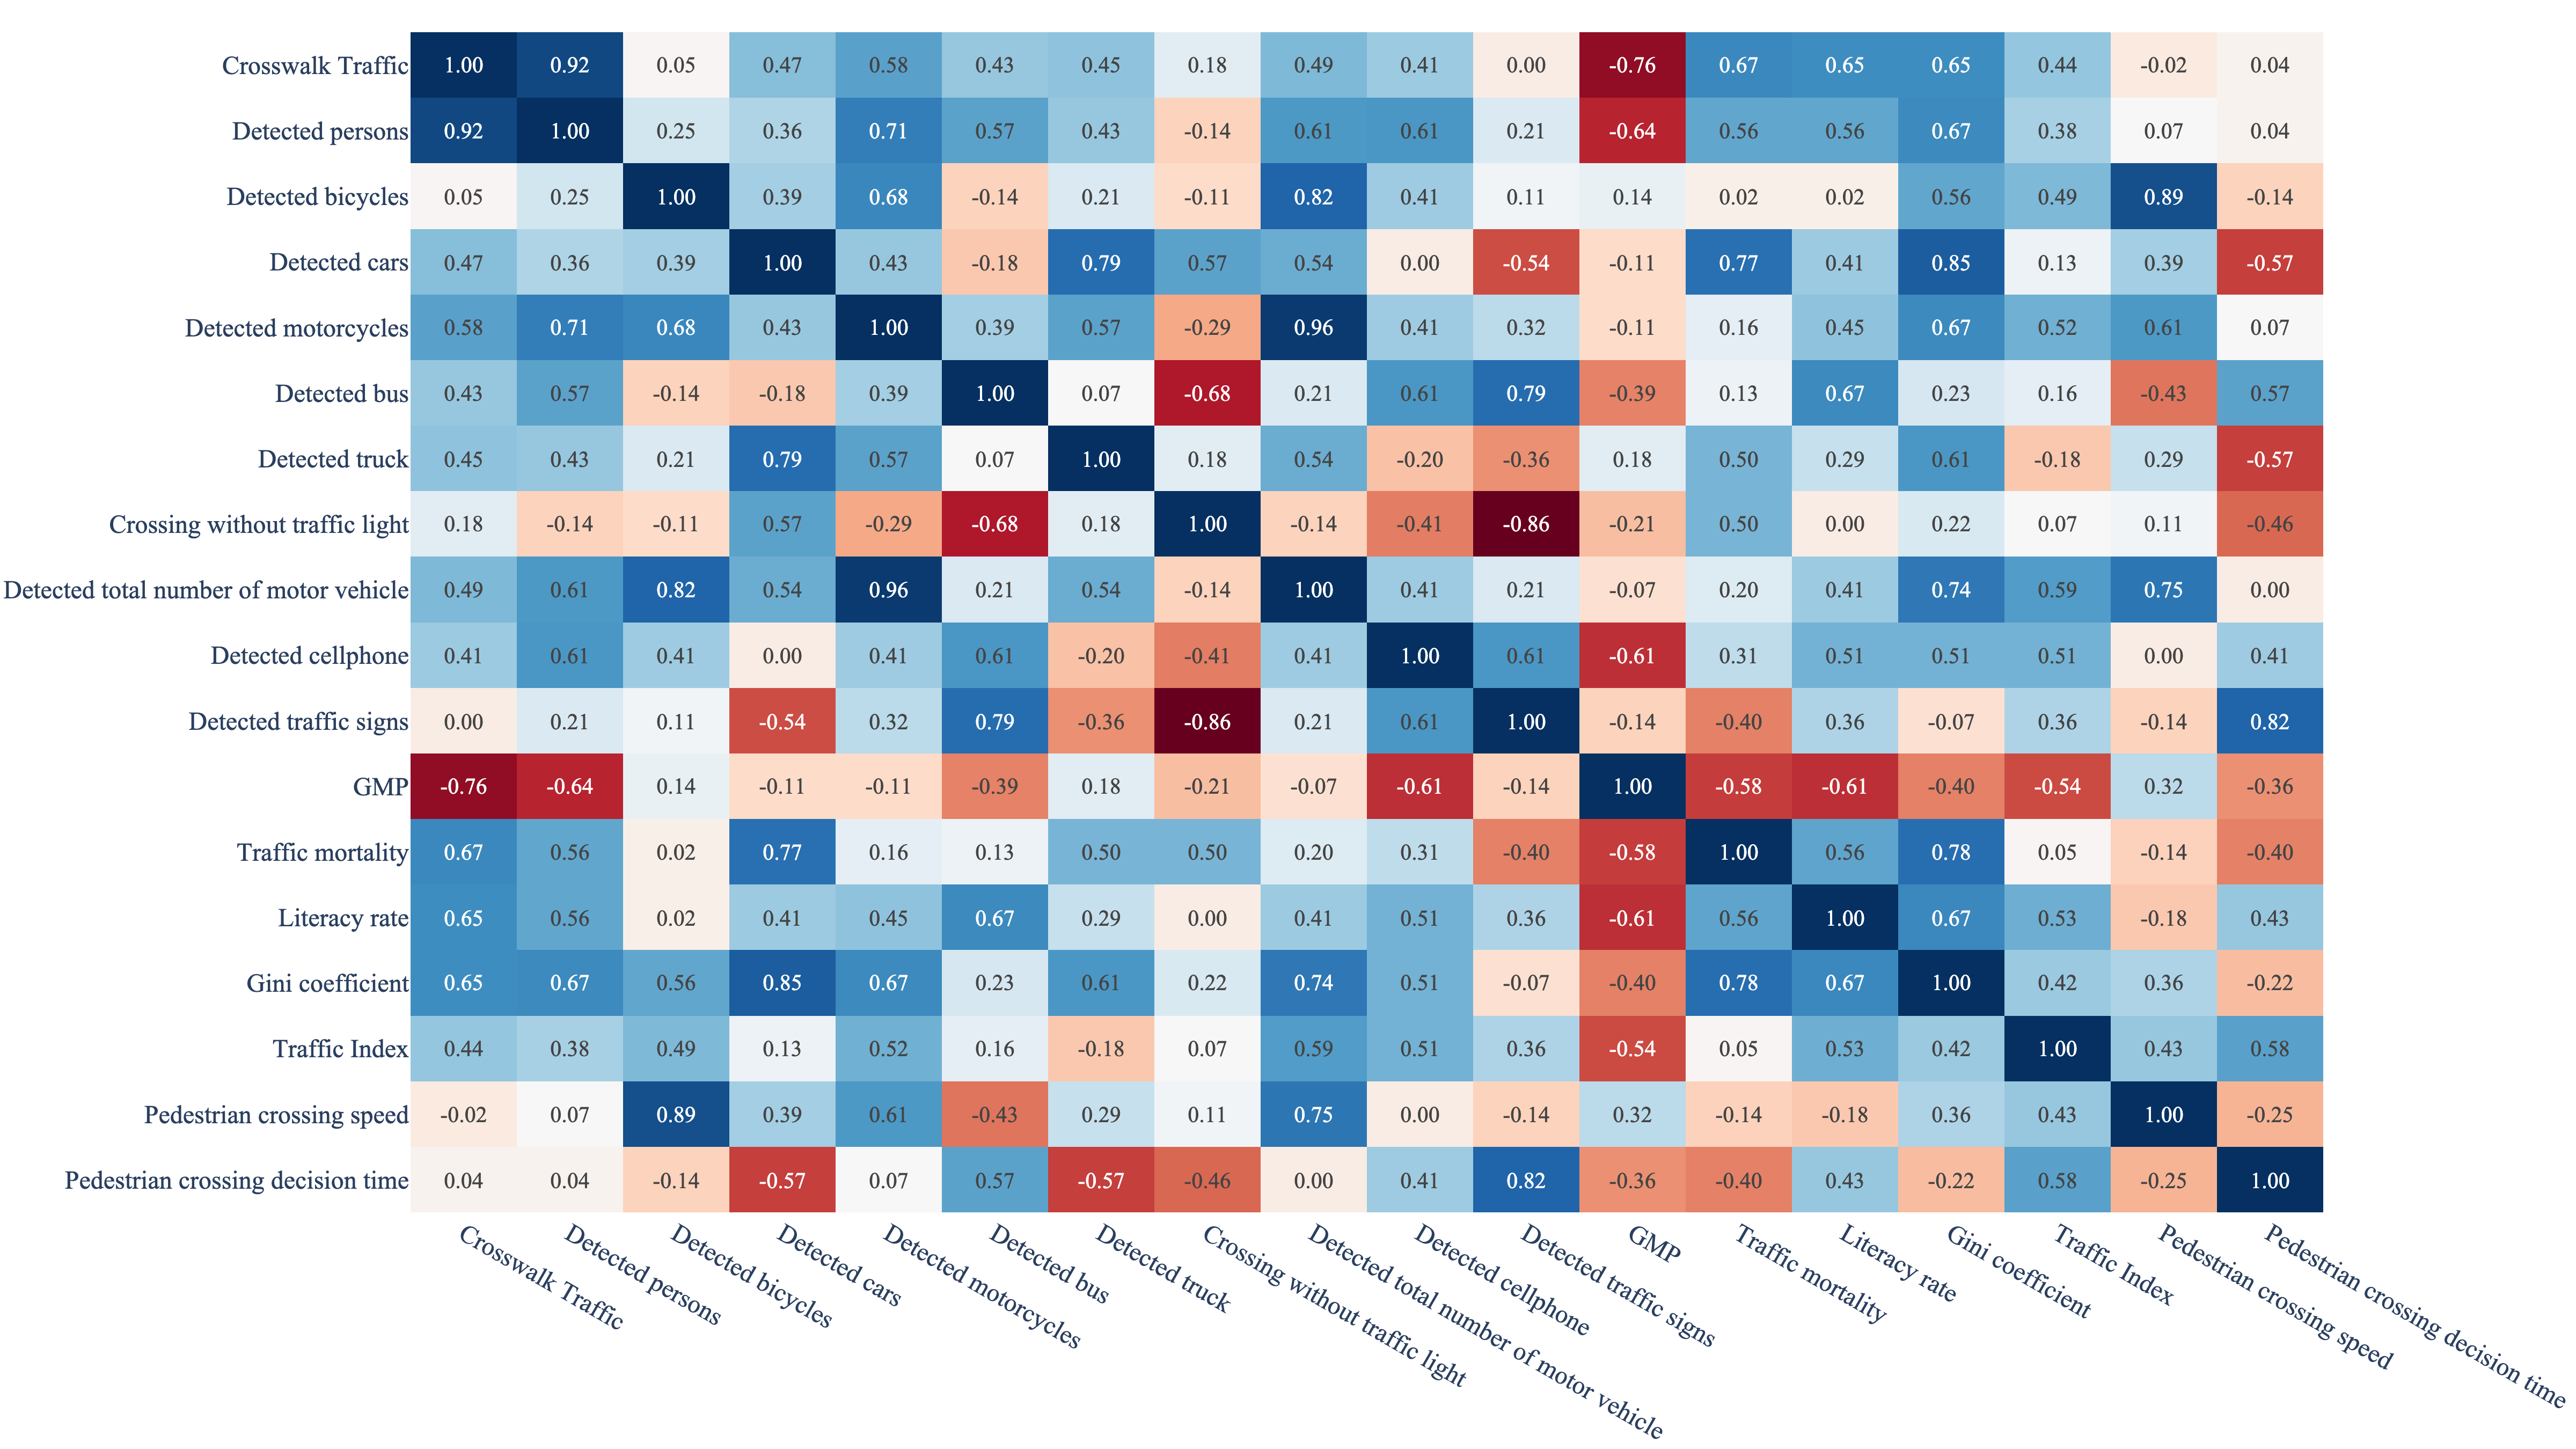 Crosswalk Traffic 1.00 0.92 0.05 0.47 0.58 0.43 0.45 0.18 0.49 0.41 0.00 -0.76 0.67 0.65 0.65 0.44 -0.02 0.04
Detected persons 0.92 1.00 0.25 0.36 0.71 0.57 0.43 -0.14 0.61 0.61 0.21 -0.64 0.56 0.56 0.67 0.38 0.07 0.04
Detected bicycles 0.05 0.25 1.00 0.39 0.68 -0.14 0.21 -0.11 0.82 0.41 0.11 0.14 0.02 0.02 0.56 0.49 0.89 -0.14
Detected cars 0.47 0.36 0.39 1.00 0.43 -0.18 0.79 0.57 0.54 0.00 -0.54 -0.11 0.77 0.41 0.85 0.13 0.39 -0.57
Detected motorcycles 0.58 0.71 0.68 0.43 1.00 0.39 0.57 -0.29 0.96 0.41 0.32 -0.11 0.16 0.45 0.67 0.52 0.61 0.07
Detected bus 0.43 0.57 -0.14 -0.18 0.39 1.00 0.07 -0.68 0.21 0.61 0.79 -0.39 0.13 0.67 0.23 0.16 -0.43 0.57
Detected truck 0.45 0.43 0.21 0.79 0.57 0.07 1.00 0.18 0.54 -0.20 -0.36 0.18 0.50 0.29 0.61 -0.18 0.29 -0.57
Crossing without traffic light 0.18 -0.14 -0.11 0.57 -0.29 -0.68 0.18 1.00 -0.14 -0.41 -0.86 -0.21 0.50 0.00 0.22 0.07 0.11 -0.46
Detected total number of motor vehicle 0.49 0.61 0.82 0.54 0.96 0.21 0.54 -0.14 1.00 0.41 0.21 -0.07 0.20 0.41 0.74 0.59 0.75 0.00
Detected cellphone 0.41 0.61 0.41 0.00 0.41 0.61 -0.20 -0.41 0.41 1.00 0.61 -0.61 0.31 0.51 0.51 0.51 0.00 0.41
Detected traffic signs 0.00 0.21 0.11 -0.54 0.32 0.79 -0.36 -0.86 0.21 0.61 1.00 -0.14 -0.40 0.36 -0.07 0.36 -0.14 0.82
GMP -0.76 -0.64 0.14 -0.11 -0.11 -0.39 0.18 -0.21 -0.07 -0.61 -0.14 1.00 -0.58 -0.61 -0.40 -0.54 0.32 -0.36
Traffic mortality 0.67 0.56 0.02 0.77 0.16 0.13 0.50 0.50 0.20 0.31 -0.40 -0.58 1.00 0.56 0.78 0.05 -0.14 -0.40
Literacy rate 0.65 0.56 0.02 0.41 0.45 0.67 0.29 0.00 0.41 0.51 0.36 -0.61 0.56 1.00 0.67 0.53 -0.18 0.43
Gini coefficient 0.65 0.67 0.56 0.85 0.67 0.23 0.61 0.22 0.74 0.51 -0.07 -0.40 0.78 0.67 1.00 0.42 0.36 -0.22
Traffic Index 0.44 0.38 0.49 0.13 0.52 0.16 -0.18 0.07 0.59 0.51 0.36 -0.54 0.05 0.53 0.42 1.00 0.43 0.58
Pedestrian crossing speed -0.02 0.07 0.89 0.39 0.61 -0.43 0.29 0.11 0.75 0.00 -0.14 0.32 -0.14 -0.18 0.36 0.43 1.00 -0.25
Pedestrian crossing decision time 0.04 0.04 -0.14 -0.57 0.07 0.57 -0.57 -0.46 0.00 0.41 0.82 -0.36 -0.40 0.43 -0.22 0.58 -0.25 1.00
Crosswalk Traffic
Detected persons
Detected bicycles
Detected cars
Detected motorcycles
Detected bus
Detected truck
Crossing without traffic light
Detected total number of motor vehicle
Detected cellphone
Detected traffic signs
GMP
Traffic mortality
Literacy rate
Gini coefficient
Traffic Index
Pedestrian crossing speed
Pedestrian crossing decision time